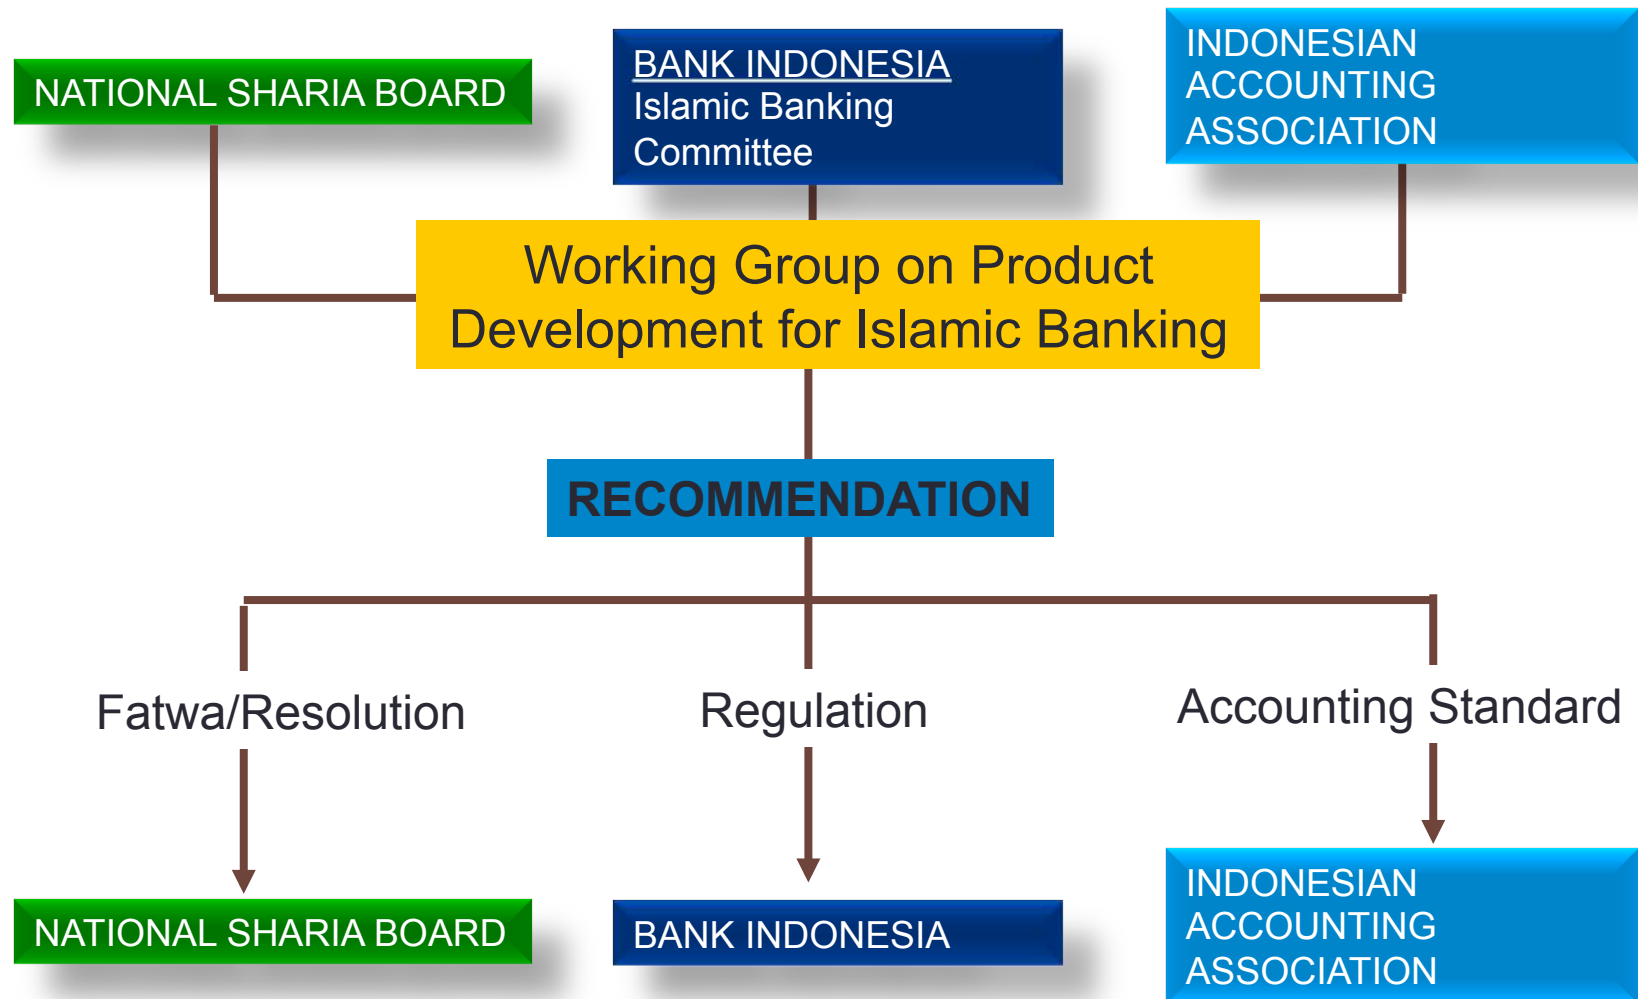 NATIONAL SHARIA BOARD
BANK INDONESIA
Islamic Banking
Committee
INDONESIAN
ACCOUNTING
ASSOCIATION
Working Group on Product
Development for Islamic Banking
RECOMMENDATION
Fatwa/Resolution
Regulation
Accounting Standard
NATIONAL SHARIA BOARD
BANK INDONESIA
INDONESIAN
ACCOUNTING
ASSOCIATION